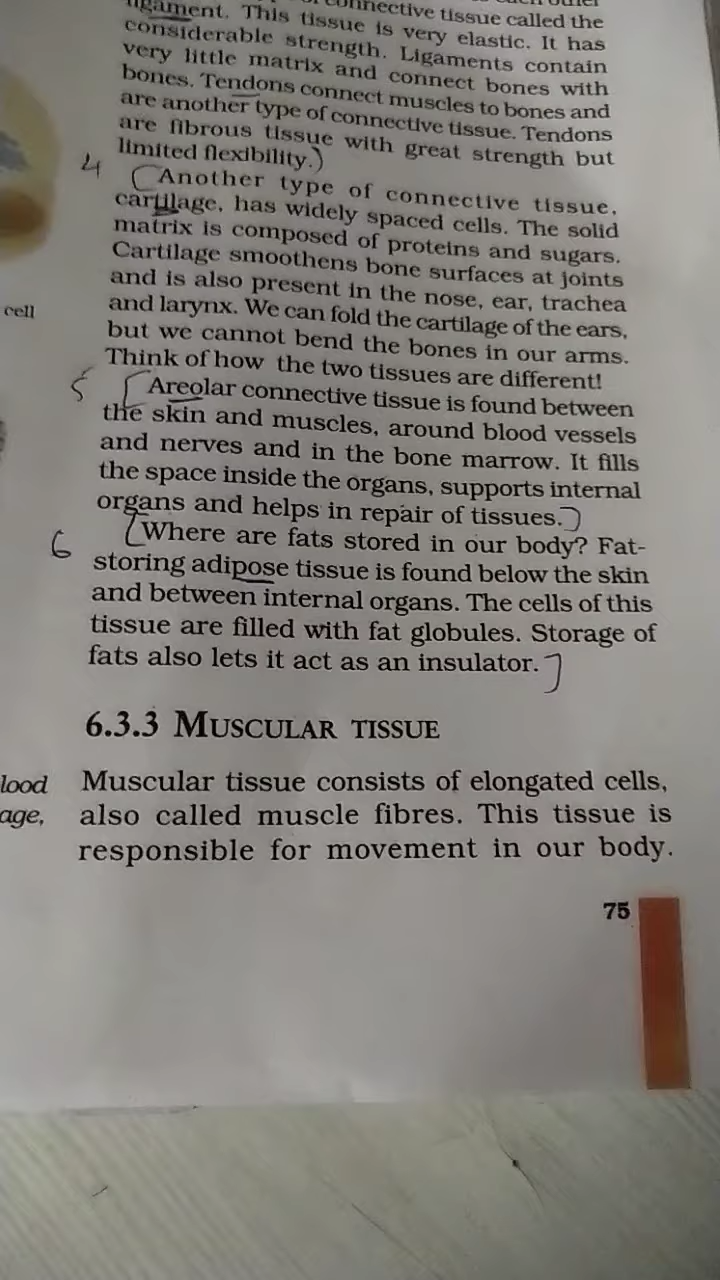 connective tissue called the
ligament. This tissue is very elastic. It has
considerable strength. Ligaments contain
very little matrix and connect bones with
bones. Tendons connect muscles to bones and
are another type of connective tissue. Tendons
are fibrous tissue with great strength but
limited flexibility.)
4
Another type of connective tissue,
cartilage, has widely spaced cells. The solid
matrix is composed of proteins and sugars.
Cartilage smoothens bone surfaces at joints
and is also present in the nose, ear, trachea
and larynx. We can fold the cartilage of the ears,
but we cannot bend the bones in our arms.
Think of how the two tissues are different!
cell
5
Areolar connective tissue is found between
the skin and muscles, around blood vessels
and nerves and in the bone marrow. It fills
the space inside the organs, supports internal
organs and helps in repair of tissues.
6
Where are fats stored in our body? Fat-
storing adipose tissue is found below the skin
and between internal organs. The cells of this
tissue are filled with fat globules. Storage of
fats also lets it act as an insulator.
6.3.3 MUSCULAR TISSUE
lood
age,
Muscular tissue consists of elongated cells,
also called muscle fibres. This tissue is
responsible for movement in our body.
75